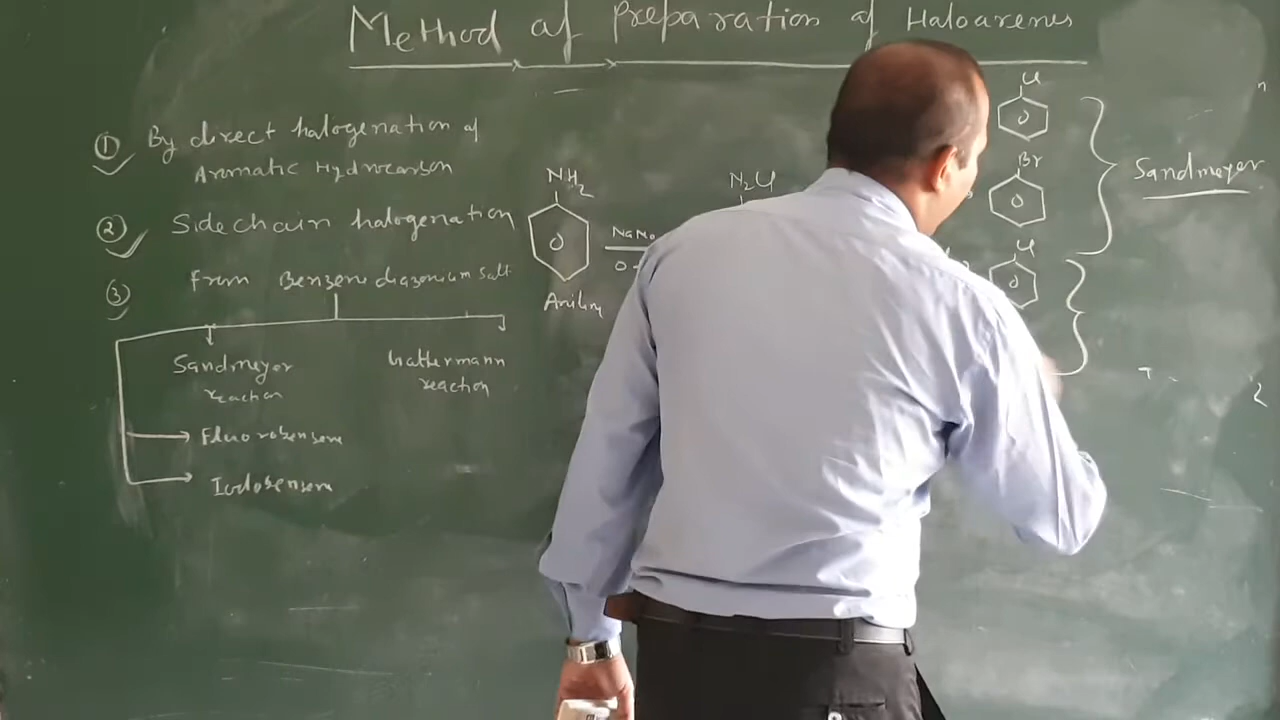 Method of Preparation of Haloarenes
① By direct halogenation of
Aromatic Hydrocarbon
② Side chain halogenation
③ From Benzene diazonium salt
Sandmeyer
reaction
Gattermann
reaction
Fluorobenzene
Iodobenzene
NH2
Aniline
N2Cl
Cl
Br
Cl
Sandmeyer